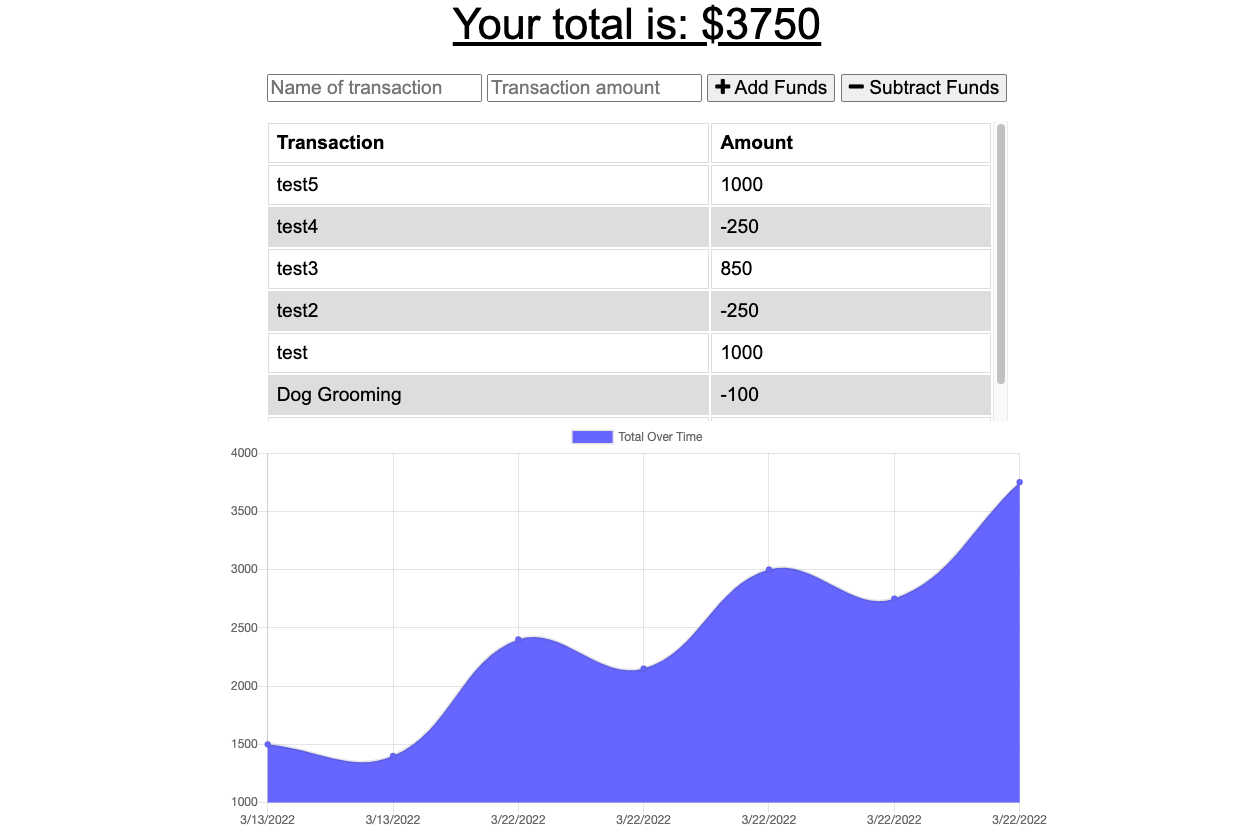 Your total is: $3750
Name of transaction Transaction amount Add Funds Subtract Funds
Transaction Amount
test5 1000
test4 -250
test3 850
test2 -250
test 1000
Dog Grooming -100
Total Over Time
4000
3500
3000
2500
2000
1500
1000
3/13/2022 3/13/2022 3/22/2022 3/22/2022 3/22/2022 3/22/2022 3/22/2022